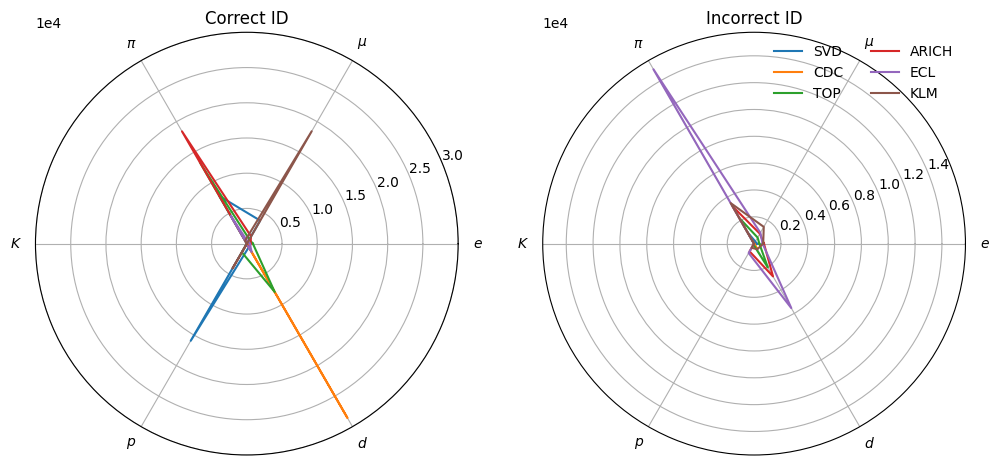 Correct ID
1e4
π
μ
K
e
p
d
0.5
1.0
1.5
2.0
2.5
3.0
Incorrect ID
1e4
π
μ
K
e
p
d
0.2
0.4
0.6
0.8
1.0
1.2
1.4
SVD
CDC
TOP
ARICH
ECL
KLM